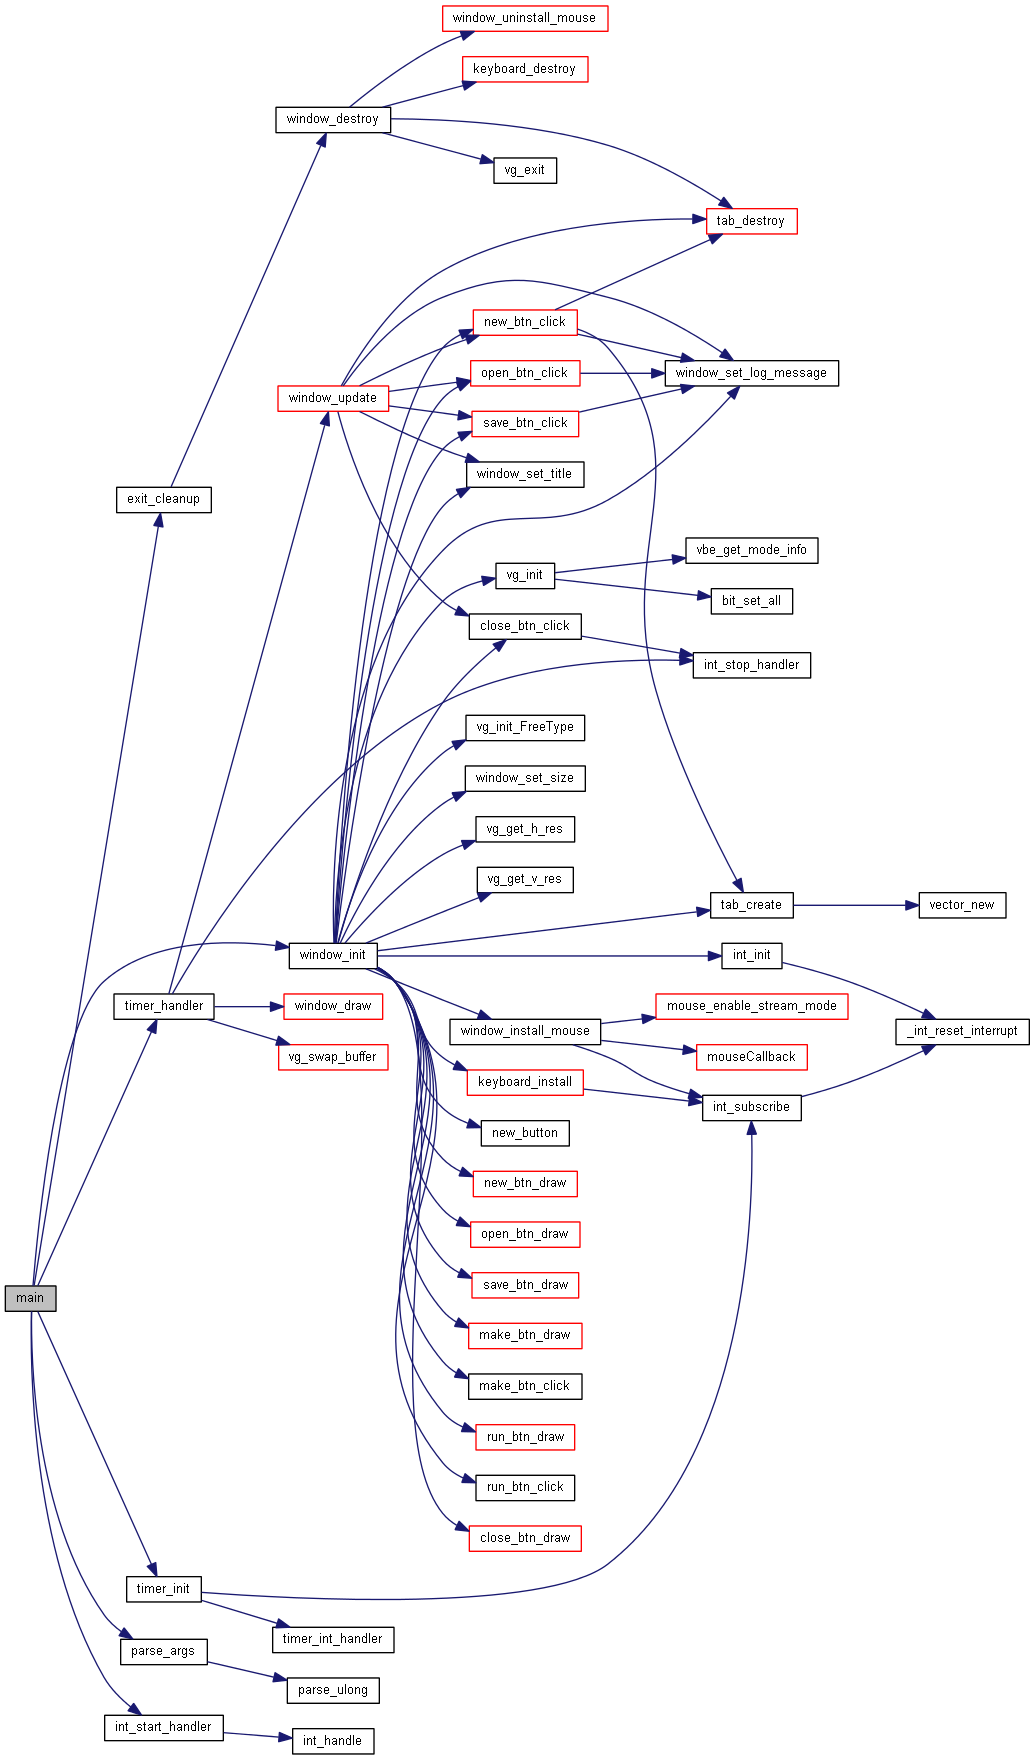 window_uninstall_mouse
keyboard_destroy
window_destroy
vg_exit
tab_destroy
new_btn_click
open_btn_click
window_set_log_message
window_update
save_btn_click
window_set_title
exit_cleanup
vbe_get_mode_info
vg_init
bit_set_all
close_btn_click
int_stop_handler
vg_init_FreeType
window_set_size
vg_get_h_res
vg_get_v_res
tab_create
vector_new
window_init
int_init
timer_handler
window_draw
mouse_enable_stream_mode
window_install_mouse
_int_reset_interrupt
vg_swap_buffer
mouseCallback
keyboard_install
int_subscribe
new_button
new_btn_draw
open_btn_draw
save_btn_draw
main
make_btn_draw
make_btn_click
run_btn_draw
run_btn_click
close_btn_draw
timer_init
timer_int_handler
parse_args
parse_ulong
int_start_handler
int_handle